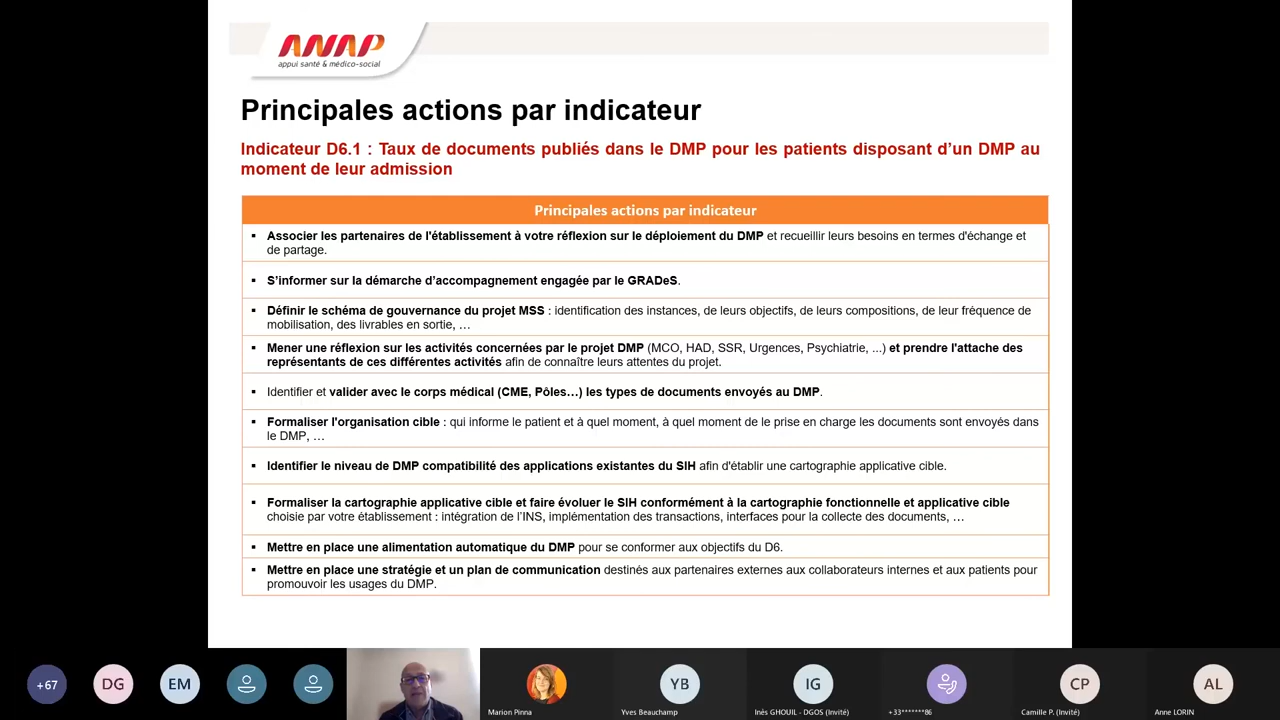 ANAP
appui santé & médico-social
Principales actions par indicateur
Indicateur D6.1 : Taux de documents publiés dans le DMP pour les patients disposant d’un DMP au
moment de leur admission
Principales actions par indicateur
▪ Associer les partenaires de l'établissement à votre réflexion sur le déploiement du DMP et recueillir leurs besoins en termes d'échange et
de partage.
▪ S’informer sur la démarche d’accompagnement engagée par le GRADeS.
▪ Définir le schéma de gouvernance du projet MSS : identification des instances, de leurs objectifs, de leurs compositions, de leur fréquence de
mobilisation, des livrables en sortie, …
▪ Mener une réflexion sur les activités concernées par le projet DMP (MCO, HAD, SSR, Urgences, Psychiatrie, ...) et prendre l'attache des
représentants de ces différentes activités afin de connaître leurs attentes du projet.
▪ Identifier et valider avec le corps médical (CME, Pôles…) les types de documents envoyés au DMP.
▪ Formaliser l'organisation cible : qui informe le patient et à quel moment, à quel moment de le prise en charge les documents sont envoyés dans
le DMP, …
▪ Identifier le niveau de DMP compatibilité des applications existantes du SIH afin d'établir une cartographie applicative cible.
▪ Formaliser la cartographie applicative cible et faire évoluer le SIH conformément à la cartographie fonctionnelle et applicative cible
choisie par votre établissement : intégration de l’INS, implémentation des transactions, interfaces pour la collecte des documents, …
▪ Mettre en place une alimentation automatique du DMP pour se conformer aux objectifs du D6.
▪ Mettre en place une stratégie et un plan de communication destinés aux partenaires externes aux collaborateurs internes et aux patients pour
promouvoir les usages du DMP.
+67 DG EM YB IG CP AL
Marion Pinna Yves Beauchamp Inès GHOUIL - DGOS (Invité) +33*******86 Camille P. (Invité) Anne LORIN